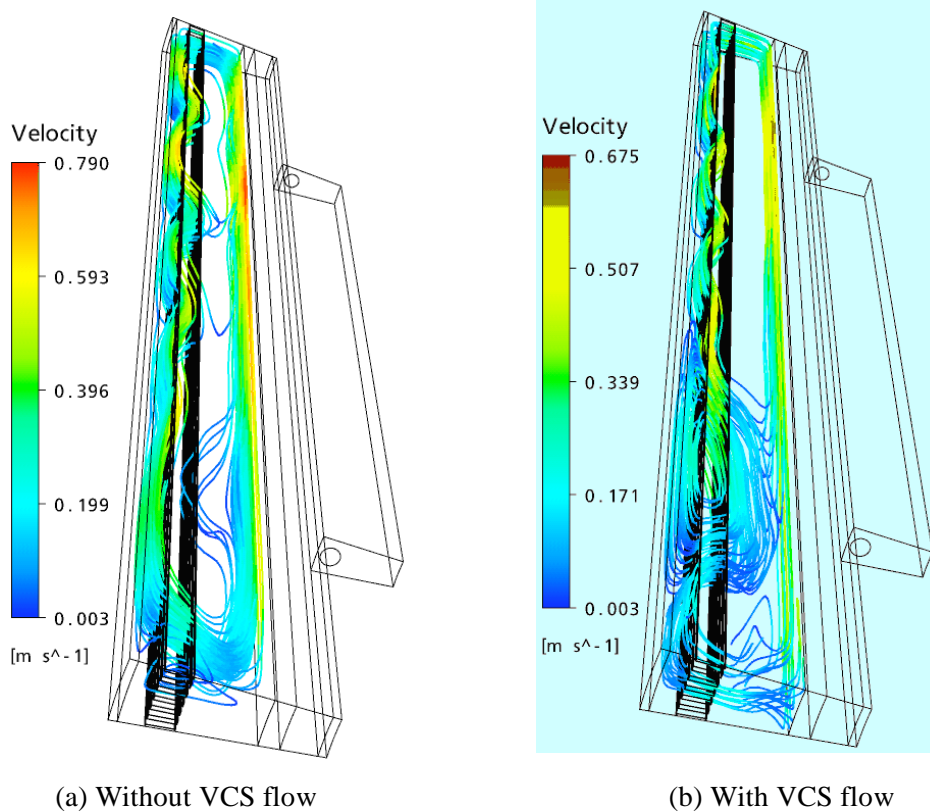 Velocity
0.790
0.593
0.396
0.199
0.003
[m s^-1]
(a) Without VCS flow
Velocity
0.675
0.507
0.339
0.171
0.003
[m s^-1]
(b) With VCS flow